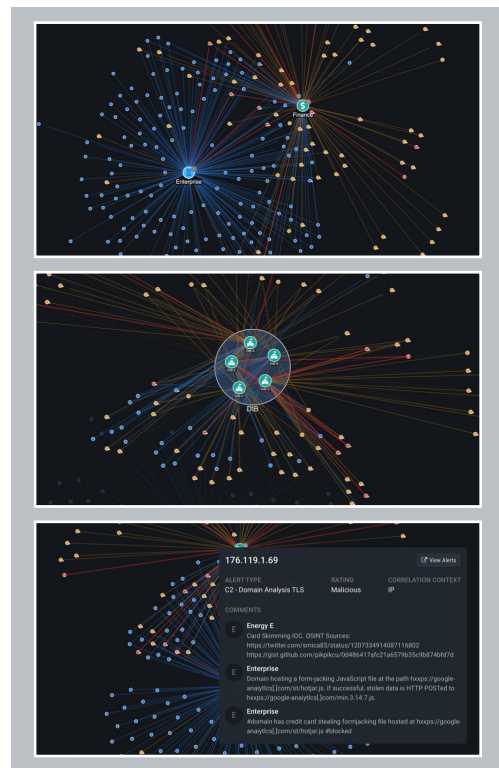 Finance
Enterprise
DIB
176.119.1.69
View Alerts
ALERT TYPE RATING CORRELATION CONTEXT
C2 - Domain Analysis TLS Malicious IP
COMMENTS
E Energy E
Card Skimming IOC. OSINT Sources:
https://twitter.com/smica83/status/1207334914087116802
https://gist.github.com/pikpikcu/0d486417afc21a6579b35c9b874bfd7d
E Enterprise
Domain hosting a form-jacking JavaScript file at the path hxxps://google-
anaiytlcs[.]com/st/hotjar.js. If successful, stolen data is HTTP POSTed to
hxxps://google-anaiytlcs[.]com/rnin.3.14.7.js.
E Enterprise
#domain has credit card stealing formjacking file hosted at hxxps://google-
anaiytlcs[.]com/st/hotjar.js #blocked